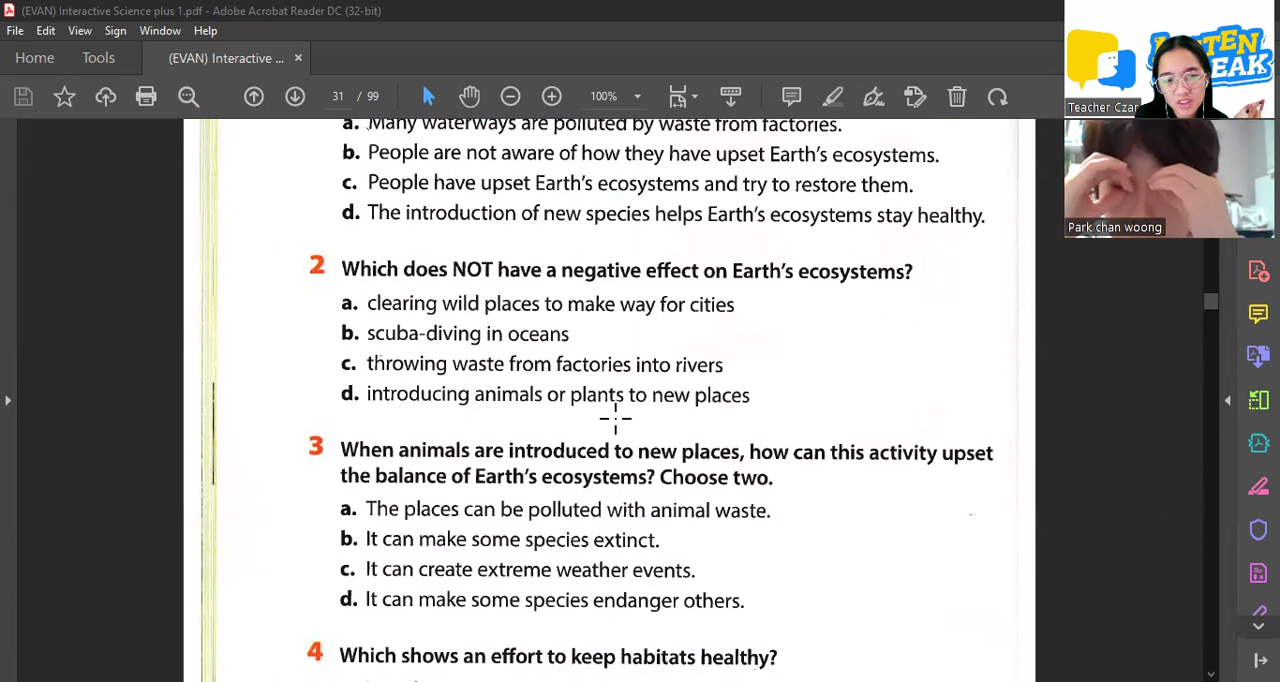 (EVAN) Interactive Science plus 1.pdf - Adobe Acrobat Reader DC (32-bit)
File Edit View Sign Window Help
Home Tools (EVAN) Interactive ... ×
31 / 99 100%
Teacher Czar
Park chan woong
a. Many waterways are polluted by waste from factories.
b. People are not aware of how they have upset Earth's ecosystems.
c. People have upset Earth's ecosystems and try to restore them.
d. The introduction of new species helps Earth's ecosystems stay healthy.
2 Which does NOT have a negative effect on Earth's ecosystems?
a. clearing wild places to make way for cities
b. scuba-diving in oceans
c. throwing waste from factories into rivers
d. introducing animals or plants to new places
3 When animals are introduced to new places, how can this activity upset
the balance of Earth's ecosystems? Choose two.
a. The places can be polluted with animal waste.
b. It can make some species extinct.
c. It can create extreme weather events.
d. It can make some species endanger others.
4 Which shows an effort to keep habitats healthy?